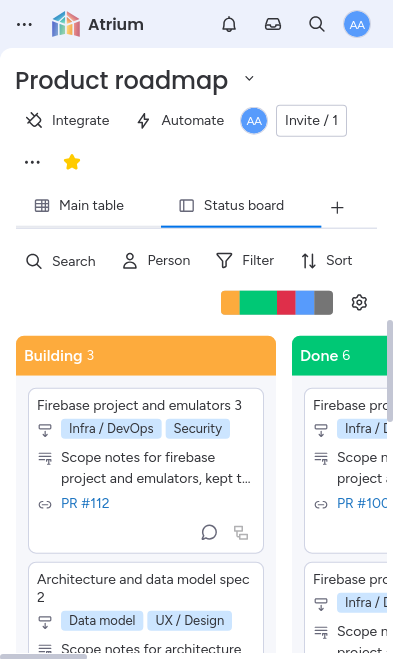 Atrium
AA
Product roadmap
Integrate
Automate
AA
Invite / 1
Main table
Status board
Search
Person
Filter
Sort
Building 3
Done 6
Firebase project and emulators 3
Infra / DevOps
Security
Scope notes for firebase
project and emulators, kept t...
PR #112
Architecture and data model spec
2
Data model
UX / Design
Scope notes for architecture
Firebase pro
Infra / D
Scope n
project
PR #100
Firebase pro
Infra / D
Scope n